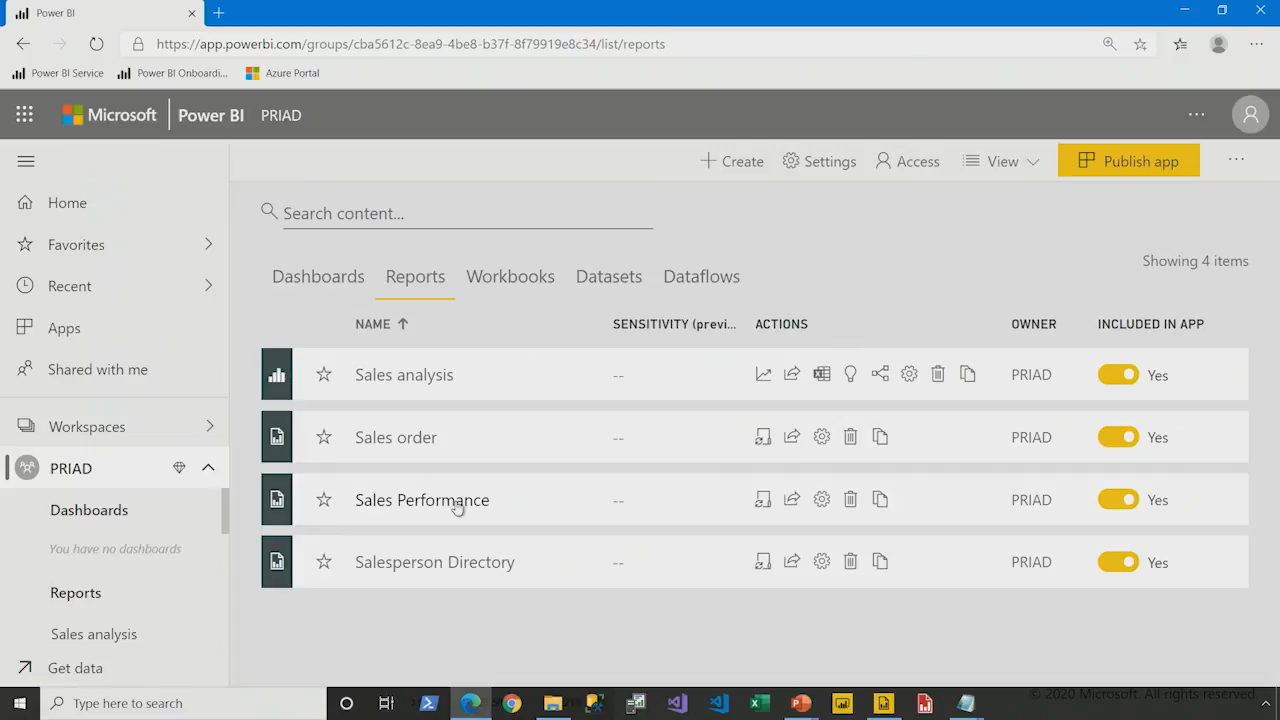 Power BI
https://app.powerbi.com/groups/cba5612c-8ea9-4be8-b37f-8f79919e8c34/list/reports
Power BI Service
Power BI Onboardi...
Azure Portal
Microsoft
Power BI
PRIAD
Create
Settings
Access
View
Publish app
Home
Favorites
Recent
Apps
Shared with me
Workspaces
PRIAD
Dashboards
You have no dashboards
Reports
Sales analysis
Get data
Search content...
Dashboards
Reports
Workbooks
Datasets
Dataflows
Showing 4 items
NAME
SENSITIVITY (previ...
ACTIONS
OWNER
INCLUDED IN APP
Sales analysis
--
PRIAD
Yes
Sales order
--
PRIAD
Yes
Sales Performance
--
PRIAD
Yes
Salesperson Directory
--
PRIAD
Yes
Type here to search
© 2020 Microsoft. All rights reserved.